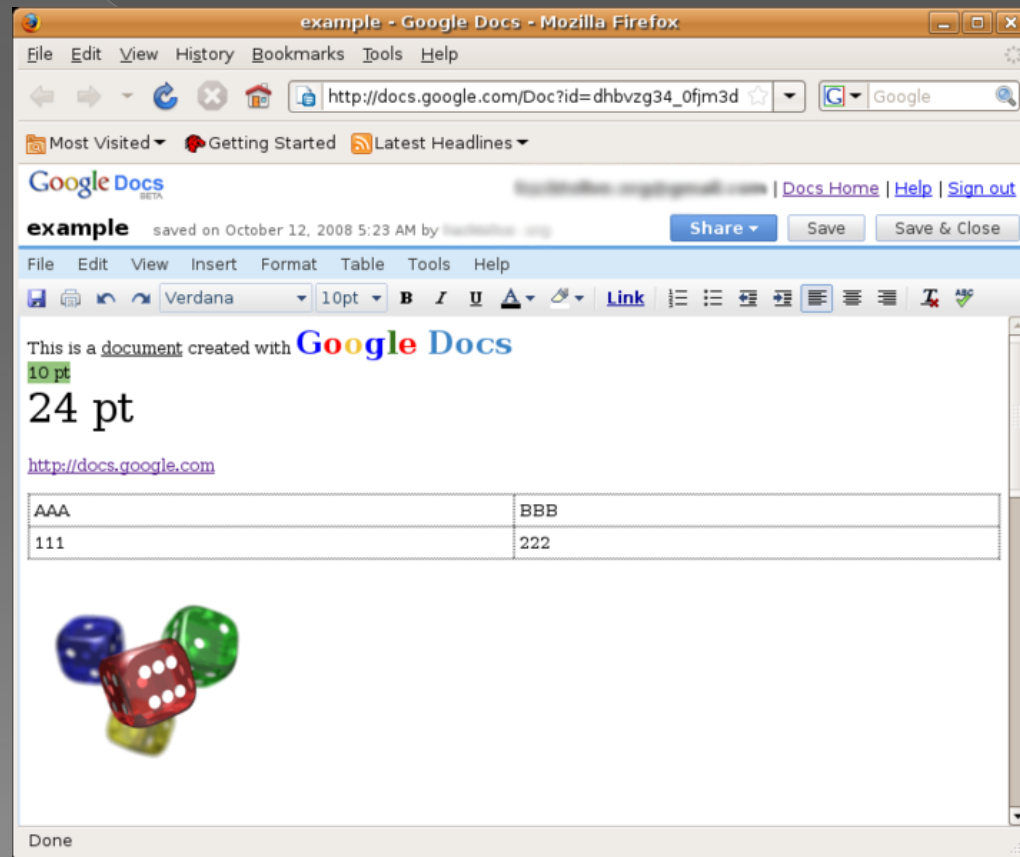 example - Google Docs - Mozilla Firefox
File Edit View History Bookmarks Tools Help
http://docs.google.com/Doc?id=dhbvzg34_0fjm3d G Google
Most Visited Getting Started Latest Headlines
Google Docs BETA | Docs Home | Help | Sign out
example saved on October 12, 2008 5:23 AM by Share Save Save & Close
File Edit View Insert Format Table Tools Help
Verdana 10pt B I U A Link ABC
This is a document created with Google Docs
10 pt
24 pt
http://docs.google.com
AAA BBB
111 222
Done